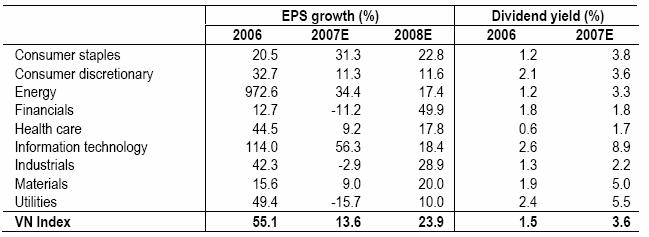 EPS growth (%) Dividend yield (%)
2006 2007E 2008E 2006 2007E
Consumer staples 20.5 31.3 22.8 1.2 3.8
Consumer discretionary 32.7 11.3 11.6 2.1 3.6
Energy 972.6 34.4 17.4 1.2 3.3
Financials 12.7 -11.2 49.9 1.8 1.8
Health care 44.5 9.2 17.8 0.6 1.7
Information technology 114.0 56.3 18.4 2.6 8.9
Industrials 42.3 -2.9 28.9 1.3 2.2
Materials 15.6 9.0 20.0 1.9 5.0
Utilities 49.4 -15.7 10.0 2.4 5.5
VN Index 55.1 13.6 23.9 1.5 3.6